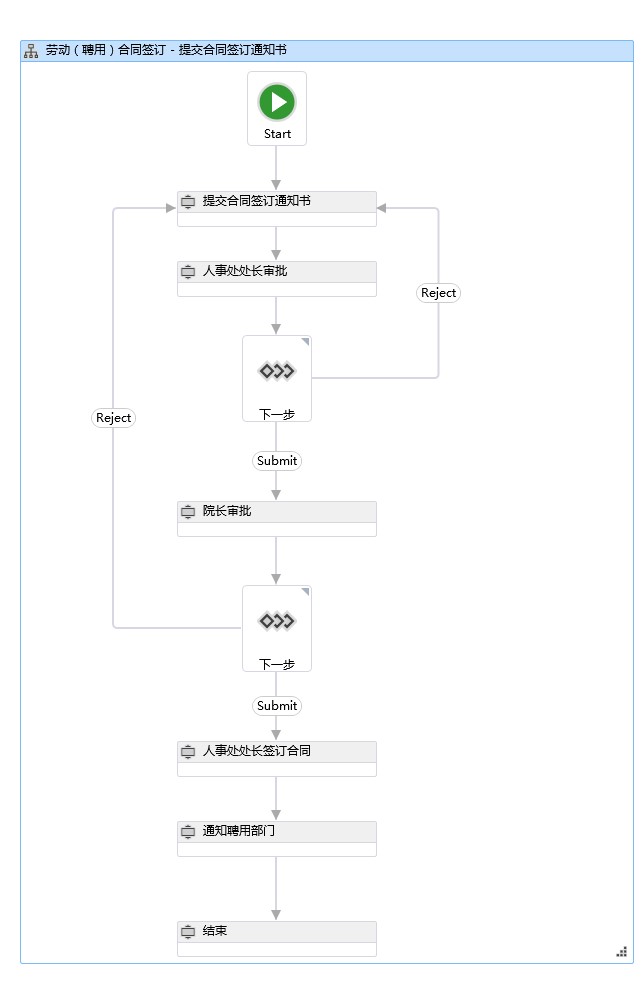 劳动（聘用）合同签订 - 提交合同签订通知书
Start
提交合同签订通知书
人事处处长审批
Reject
下一步
Reject
Submit
院长审批
下一步
Submit
人事处处长签订合同
通知聘用部门
结束